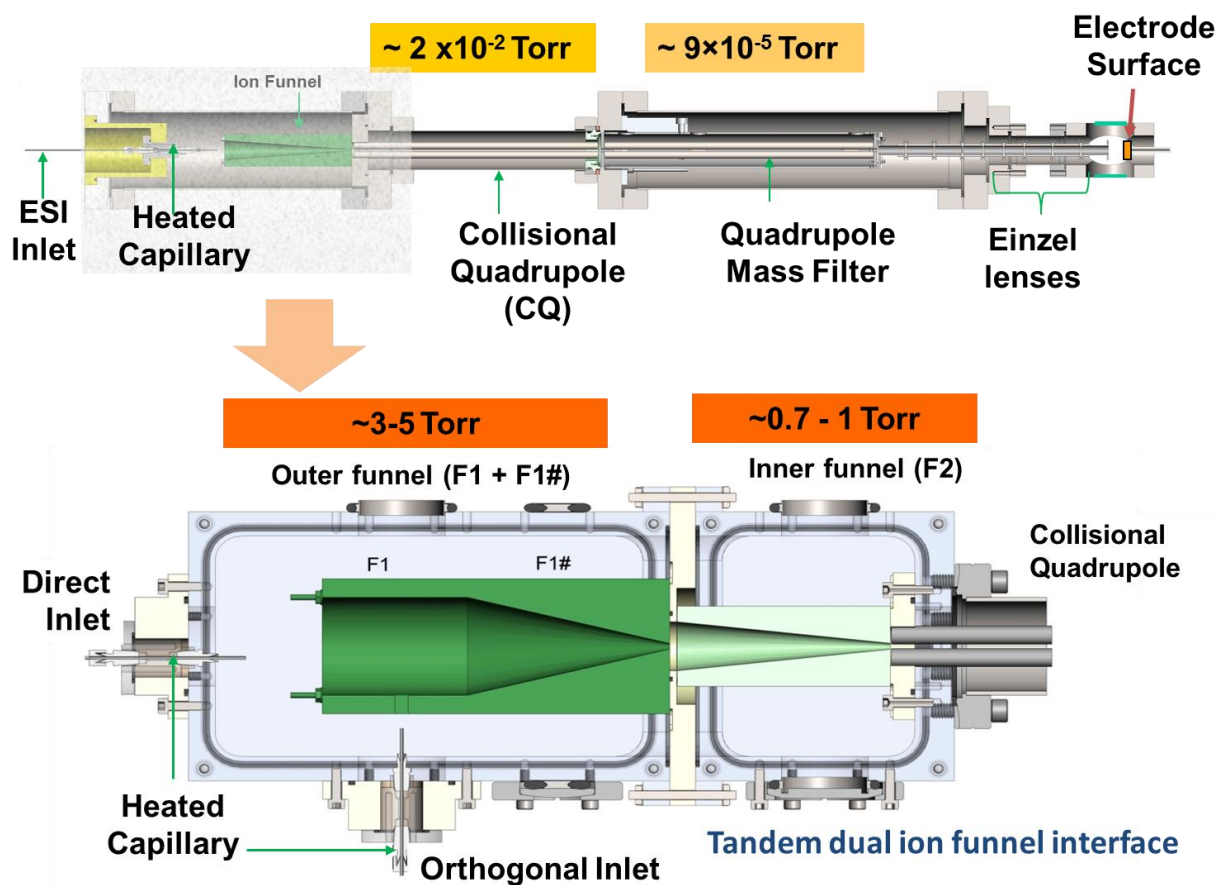 ~ 2 x10⁻² Torr
~ 9×10⁻⁵ Torr
Electrode
Surface
Ion Funnel
ESI
Inlet
Heated
Capillary
Collisional
Quadrupole
(CQ)
Quadrupole
Mass Filter
Einzel
lenses
~3-5 Torr
~0.7 - 1 Torr
Outer funnel (F1 + F1#)
Inner funnel (F2)
Collisional
Quadrupole
F1
F1#
Direct
Inlet
Heated
Capillary
Orthogonal Inlet
Tandem dual ion funnel interface